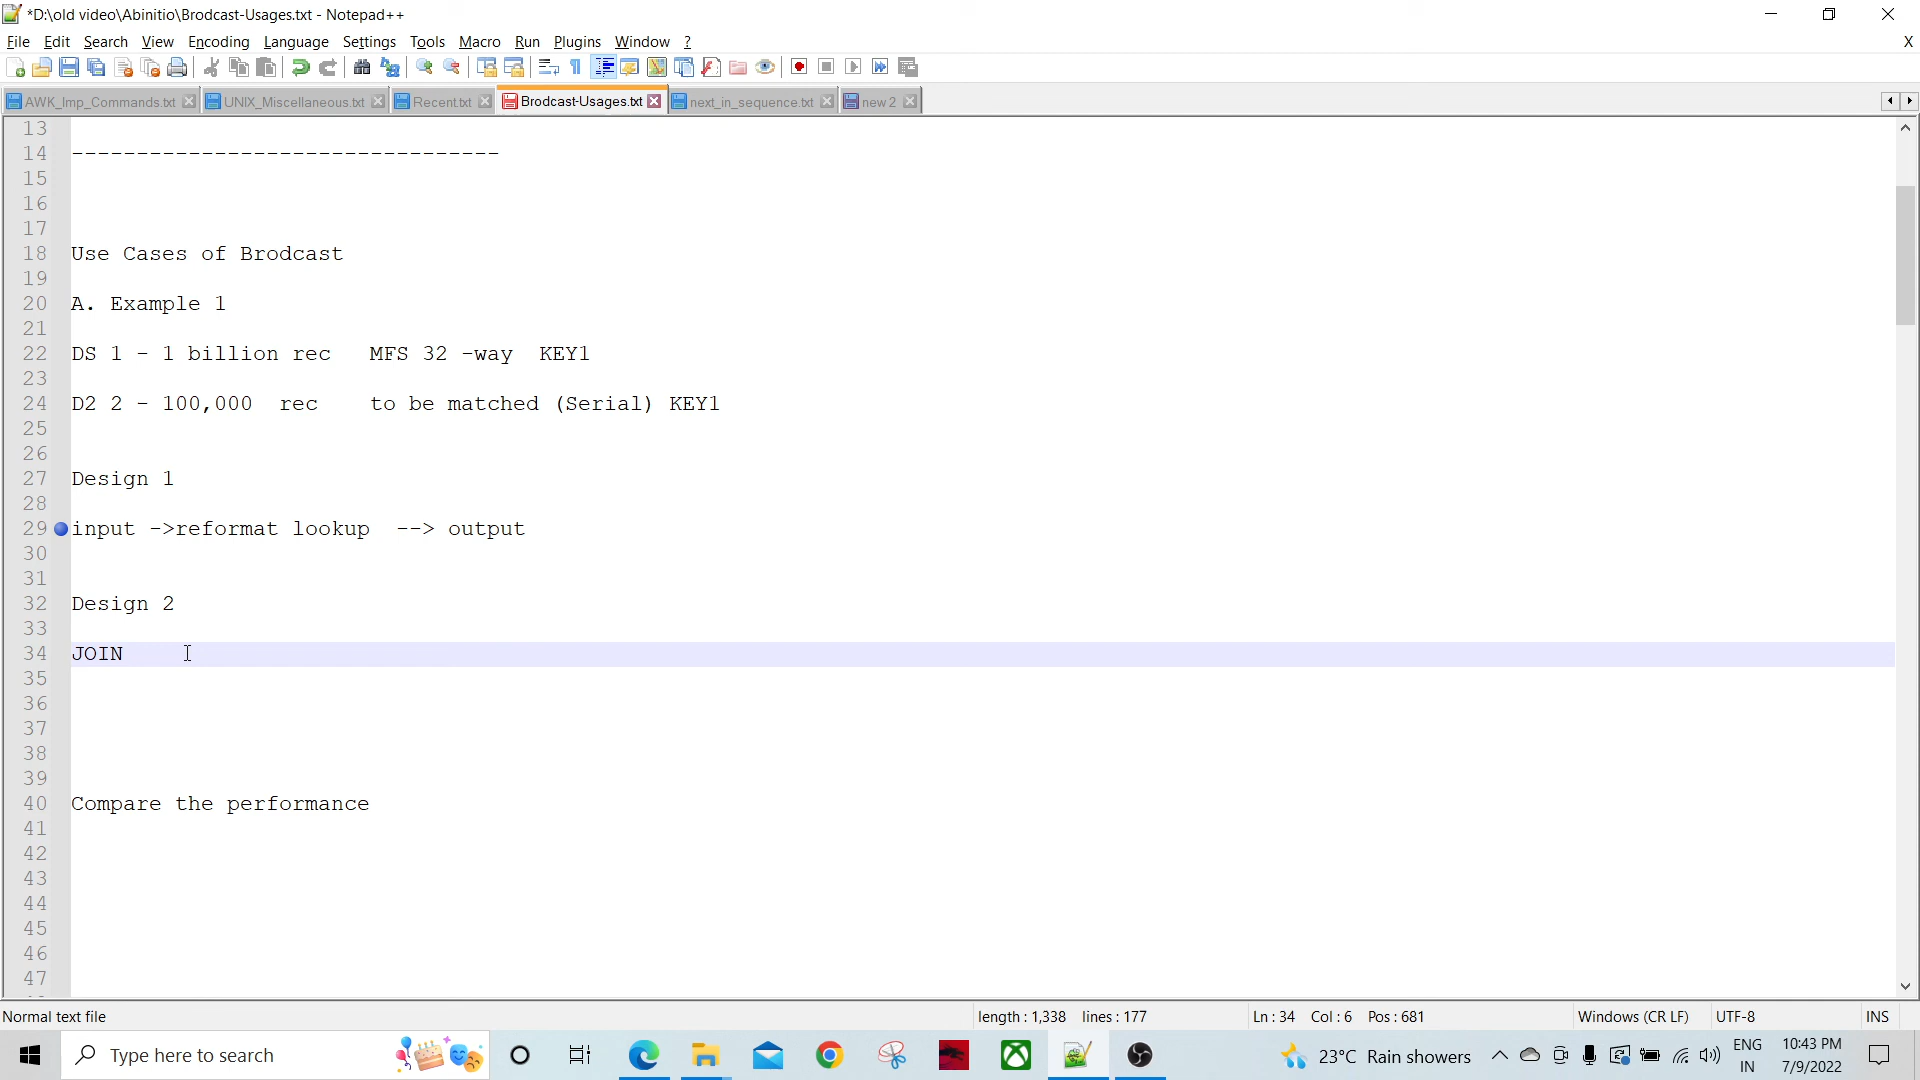 *D:\old video\Abinitio\Brodcast-Usages.txt - Notepad++
File Edit Search View Encoding Language Settings Tools Macro Run Plugins Window ? X
AWK_Imp_Commands.txt UNIX_Miscellaneous.txt Recent.txt Brodcast-Usages.txt next_in_sequence.txt new 2
13
14 ---------------------------------
15
16
17
18 Use Cases of Brodcast
19
20 A. Example 1
21
22 DS 1 - 1 billion rec   MFS 32 -way  KEY1
23
24 D2 2 - 100,000  rec    to be matched (Serial) KEY1
25
26
27 Design 1
28
29 input ->reformat lookup  --> output
30
31
32 Design 2
33
34 JOIN
35
36
37
38
39
40 Compare the performance
41
42
43
44
45
46
47
Normal text file length : 1,338 lines : 177 Ln : 34 Col : 6 Pos : 681 Windows (CR LF) UTF-8 INS
Type here to search 23°C Rain showers ENG IN 10:43 PM 7/9/2022